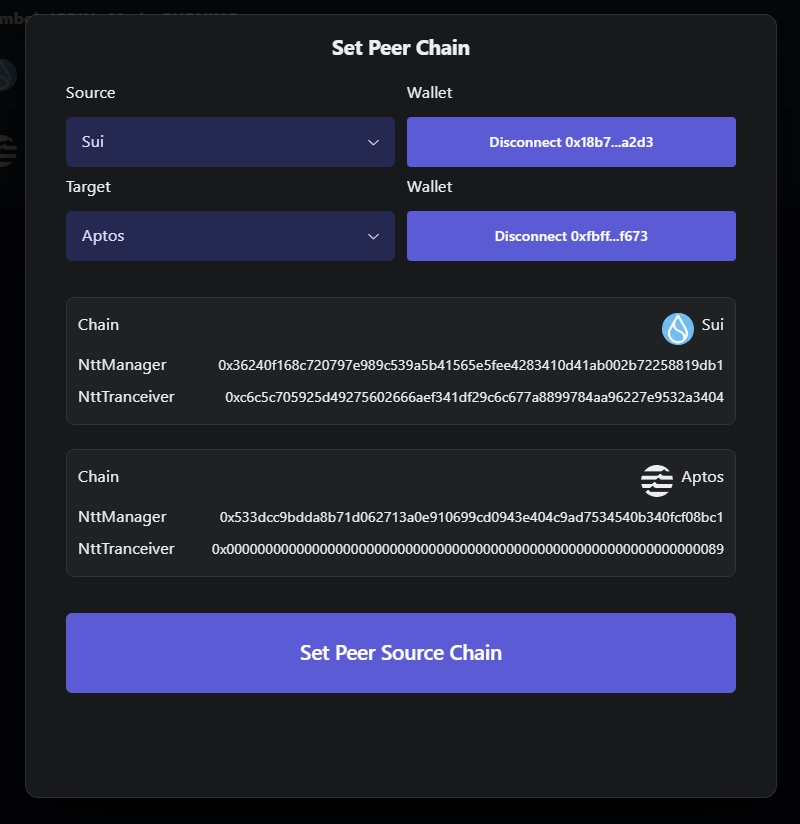 Set Peer Chain
Source Wallet
Sui Disconnect 0x18b7...a2d3
Target Wallet
Aptos Disconnect 0xfbff...f673
Chain Sui
NttManager 0x36240f168c720797e989c539a5b41565e5fee4283410d41ab002b72258819db1
NttTranceiver 0xc6c5c705925d49275602666aef341df29c6c677a8899784aa96227e9532a3404
Chain Aptos
NttManager 0x533dcc9bdda8b71d062713a0e910699cd0943e404c9ad7534540b340fcf08bc1
NttTranceiver 0x0000000000000000000000000000000000000000000000000000000000000089
Set Peer Source Chain